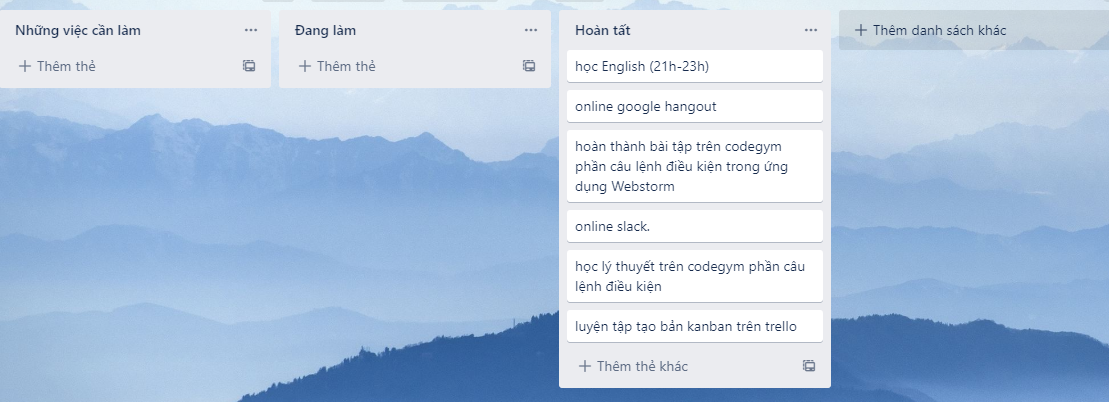 Những việc cần làm
Thêm thẻ
Đang làm
Thêm thẻ
Hoàn tất
học English (21h-23h)
online google hangout
hoàn thành bài tập trên codegym
phần câu lệnh điều kiện trong ứng
dụng Webstorm
online slack.
học lý thuyết trên codegym phần câu
lệnh điều kiện
luyện tập tạo bản kanban trên trello
Thêm thẻ khác
Thêm danh sách khác